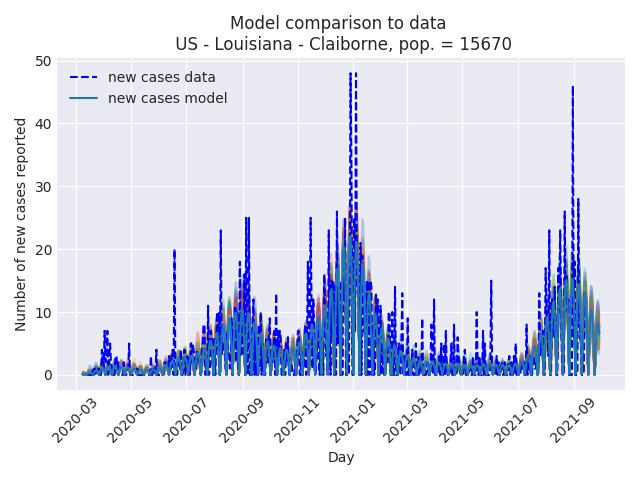 Model comparison to data
US - Louisiana - Claiborne, pop. = 15670
new cases data
new cases model
Number of new cases reported
50
40
30
20
10
0
2020-03
2020-05
2020-07
2020-09
2020-11
2021-01
2021-03
2021-05
2021-07
2021-09
Day